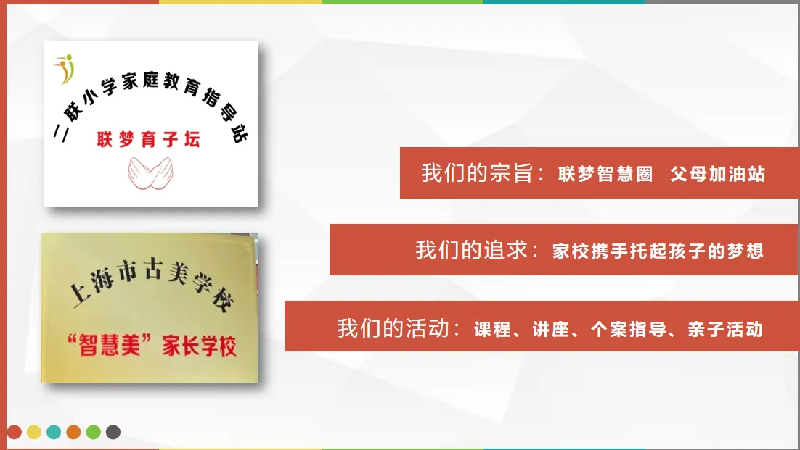 二联小学家庭教育指导站
联梦育子坛
上海市古美学校
“智慧美”家长学校
我们的宗旨：联梦智慧圈 父母加油站
我们的追求：家校携手托起孩子的梦想
我们的活动：课程、讲座、个案指导、亲子活动